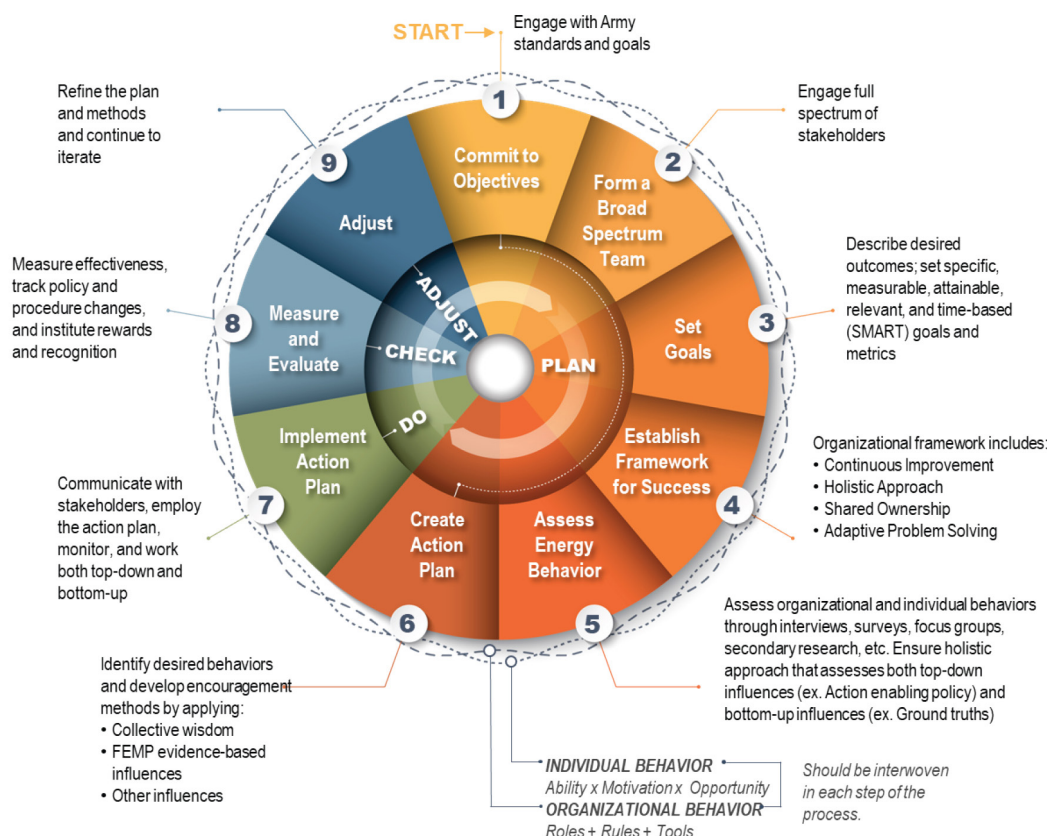 START
Engage with Army
standards and goals
1
Commit to
Objectives
2
Engage full
spectrum of
stakeholders
Form a
Broad
Spectrum
Team
3
Describe desired
outcomes; set specific,
measurable, attainable,
relevant, and time-based
(SMART) goals and
metrics
Set
Goals
4
Organizational framework includes:
• Continuous Improvement
• Holistic Approach
• Shared Ownership
• Adaptive Problem Solving
Establish
Framework
for Success
5
Assess organizational and individual behaviors
through interviews, surveys, focus groups,
secondary research, etc. Ensure holistic
approach that assesses both top-down
influences (ex. Action enabling policy) and
bottom-up influences (ex. Ground truths)
Assess
Energy
Behavior
6
Identify desired behaviors
and develop encouragement
methods by applying:
• Collective wisdom
• FEMP evidence-based
influences
• Other influences
Create
Action
Plan
7
Communicate with
stakeholders, employ
the action plan,
monitor, and work
both top-down and
bottom-up
Implement
Action
Plan
8
Measure effectiveness,
track policy and
procedure changes,
and institute rewards
and recognition
Measure
and
Evaluate
9
Refine the plan
and methods
and continue to
iterate
Adjust
PLAN
DO
CHECK
ADJUST
INDIVIDUAL BEHAVIOR
Ability x Motivation x Opportunity
ORGANIZATIONAL BEHAVIOR
Roles + Rules + Tools
Should be interwoven
in each step of the
process.